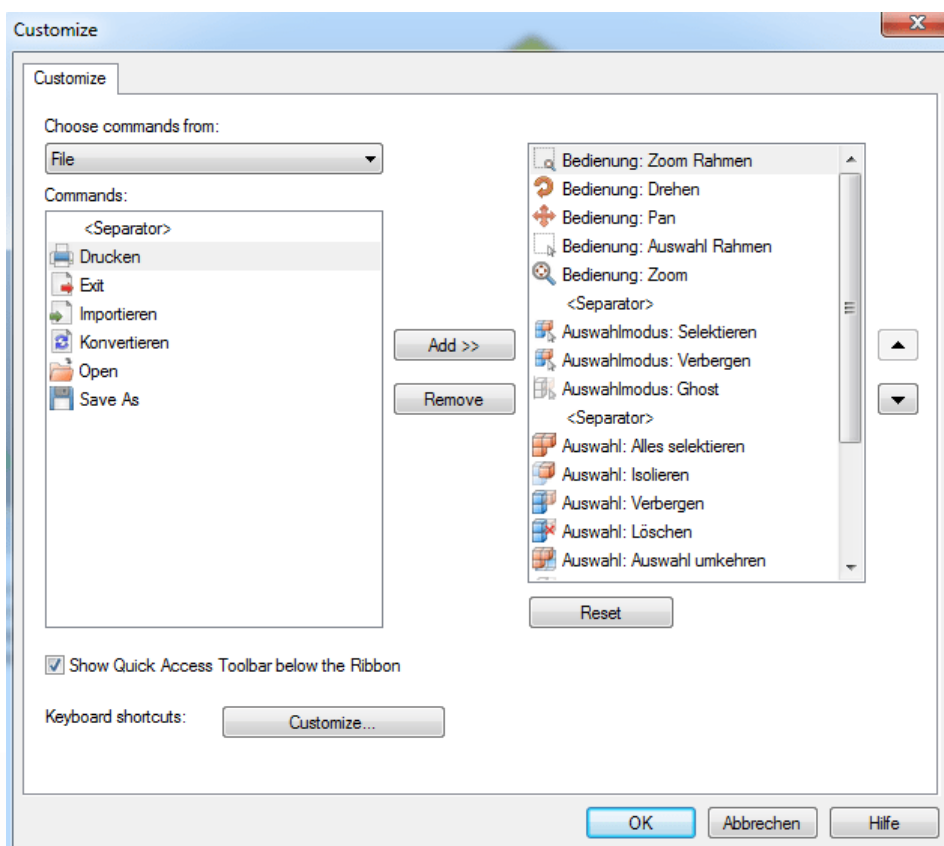 Customize
Customize
Choose commands from:
File
Commands:
<Separator>
Drucken
Exit
Importieren
Konvertieren
Open
Save As
Add >>
Remove
Bedienung: Zoom Rahmen
Bedienung: Drehen
Bedienung: Pan
Bedienung: Auswahl Rahmen
Bedienung: Zoom
<Separator>
Auswahlmodus: Selektieren
Auswahlmodus: Verbergen
Auswahlmodus: Ghost
<Separator>
Auswahl: Alles selektieren
Auswahl: Isolieren
Auswahl: Verbergen
Auswahl: Löschen
Auswahl: Auswahl umkehren
Reset
Show Quick Access Toolbar below the Ribbon
Keyboard shortcuts:
Customize...
OK
Abbrechen
Hilfe